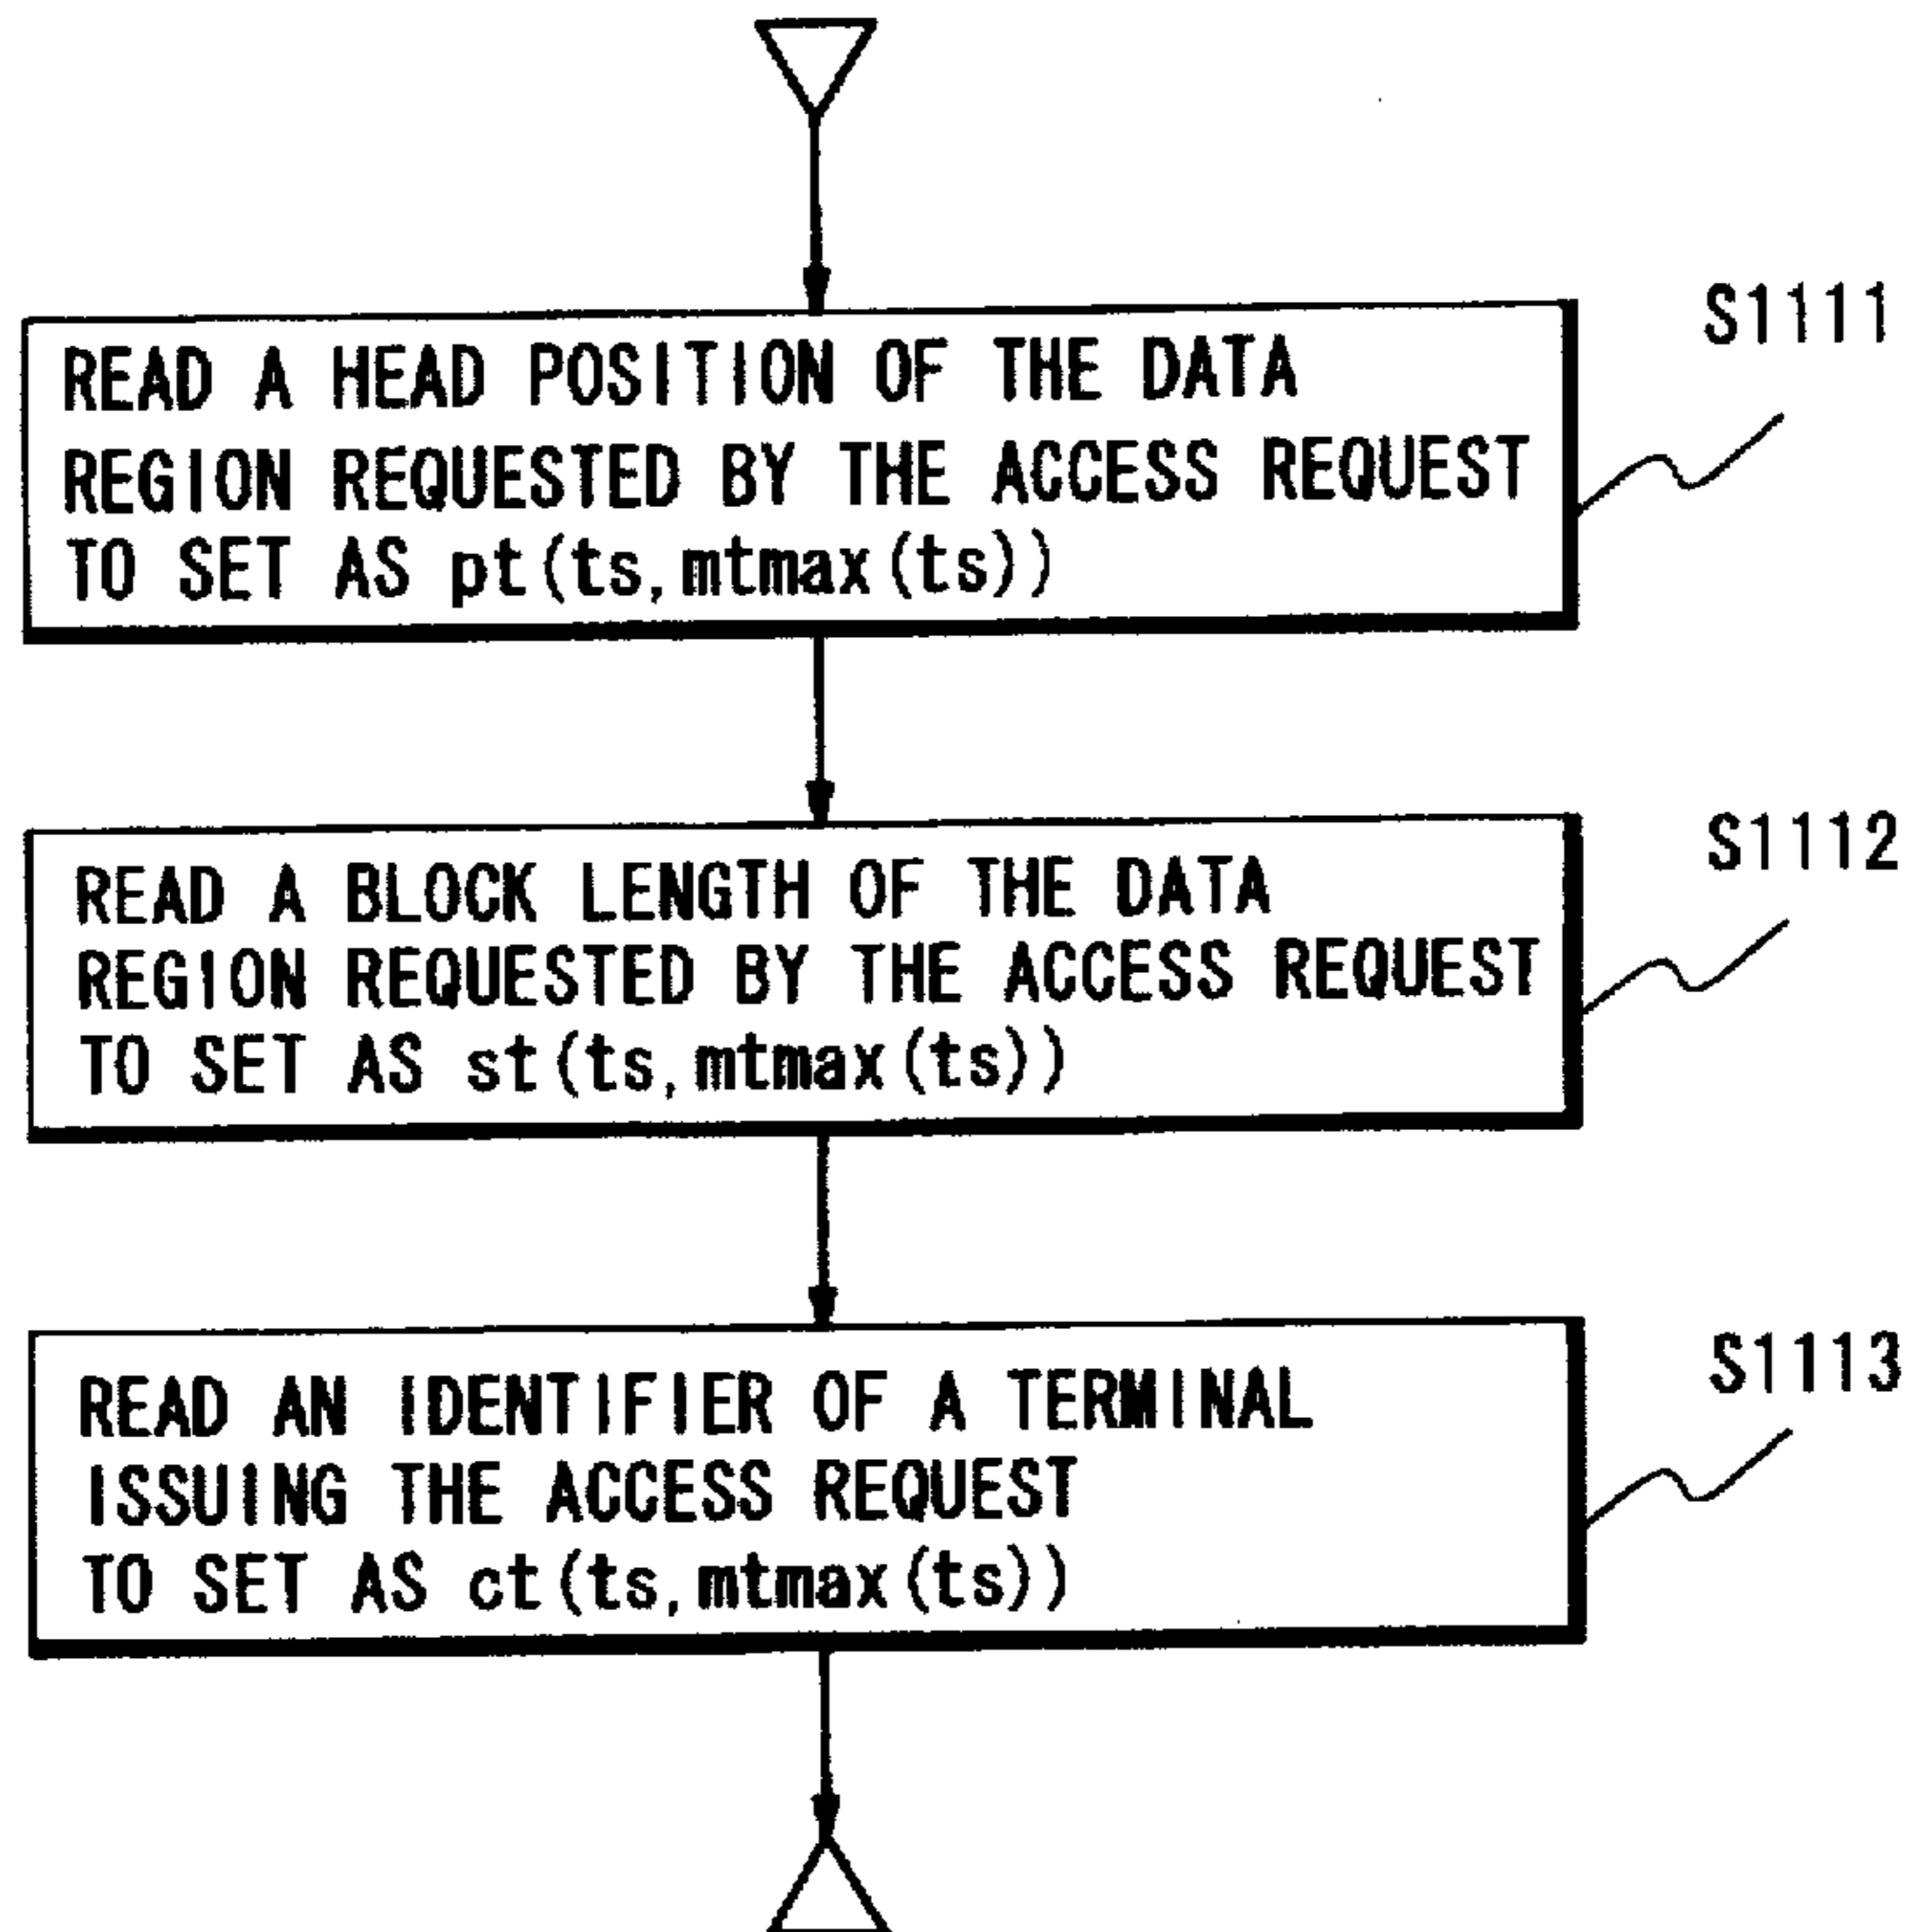 S1111
READ A HEAD POSITION OF THE DATA
REGION REQUESTED BY THE ACCESS REQUEST
TO SET AS pt(ts,mtmax(ts))
S1112
READ A BLOCK LENGTH OF THE DATA
REGION REQUESTED BY THE ACCESS REQUEST
TO SET AS st(ts,mtmax(ts))
S1113
READ AN IDENTIFIER OF A TERMINAL
ISSUING THE ACCESS REQUEST
TO SET AS ct(ts,mtmax(ts))